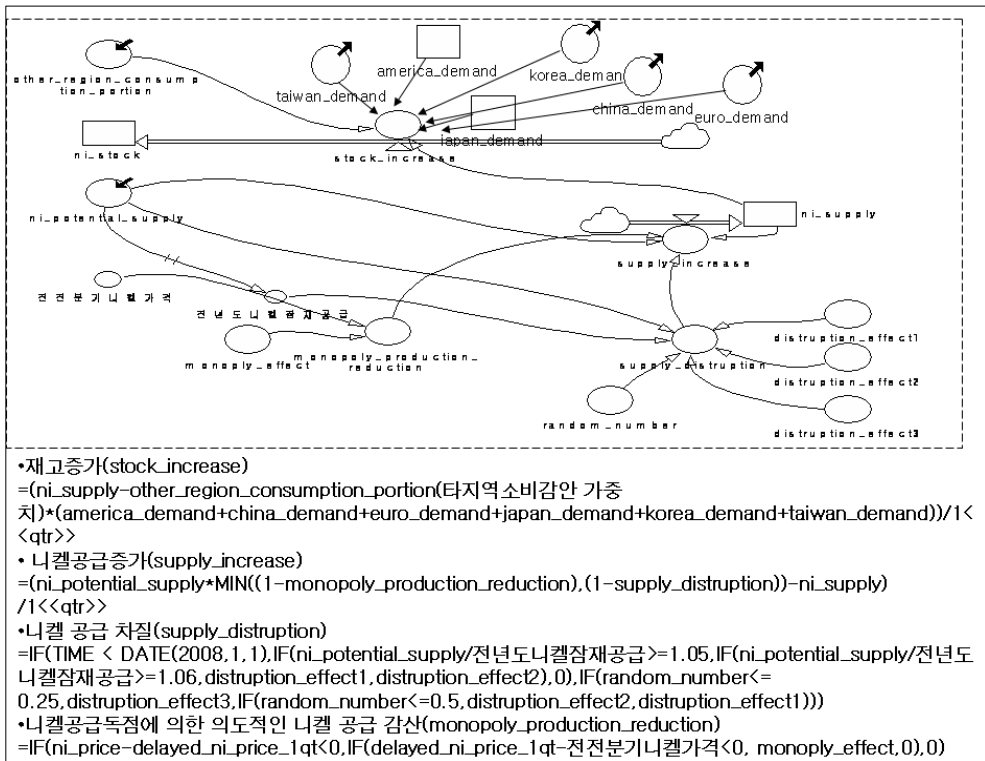 other_region_consump
tion_portion
taiwan_demand
america_demand
korea_deman
china_demand
euro_demand
japan_demand
ni_stock
stock_increase
ni_potential_supply
ni_supply
supply_increase
전전분기니켈가격
전년도니켈잠재공급
monoply_effect
monopoly_production_
reduction
supply_distruption
distruption_effect1
distruption_effect2
distruption_effect3
random_number
•재고증가(stock_increase)
=(ni_supply-other_region_consumption_portion(타지역소비감안 가중
치)*(america_demand+china_demand+euro_demand+japan_demand+korea_demand+taiwan_demand))/1<
<qtr>>
• 니켈공급증가(supply_increase)
=(ni_potential_supply*MIN((1-monopoly_production_reduction),(1-supply_distruption))-ni_supply)
/1<<qtr>>
•니켈 공급 차질(supply_distruption)
=IF(TIME < DATE(2008,1,1),IF(ni_potential_supply/전년도니켈잠재공급>=1.05,IF(ni_potential_supply/전년도
니켈잠재공급>=1.06,distruption_effect1,distruption_effect2),0),IF(random_number<=
0.25,distruption_effect3,IF(random_number<=0.5,distruption_effect2,distruption_effect1)))
•니켈공급독점에 의한 의도적인 니켈 공급 감산(monopoly_production_reduction)
=IF(ni_price-delayed_ni_price_1qt<0,IF(delayed_ni_price_1qt-전전분기니켈가격<0, monoply_effect,0),0)